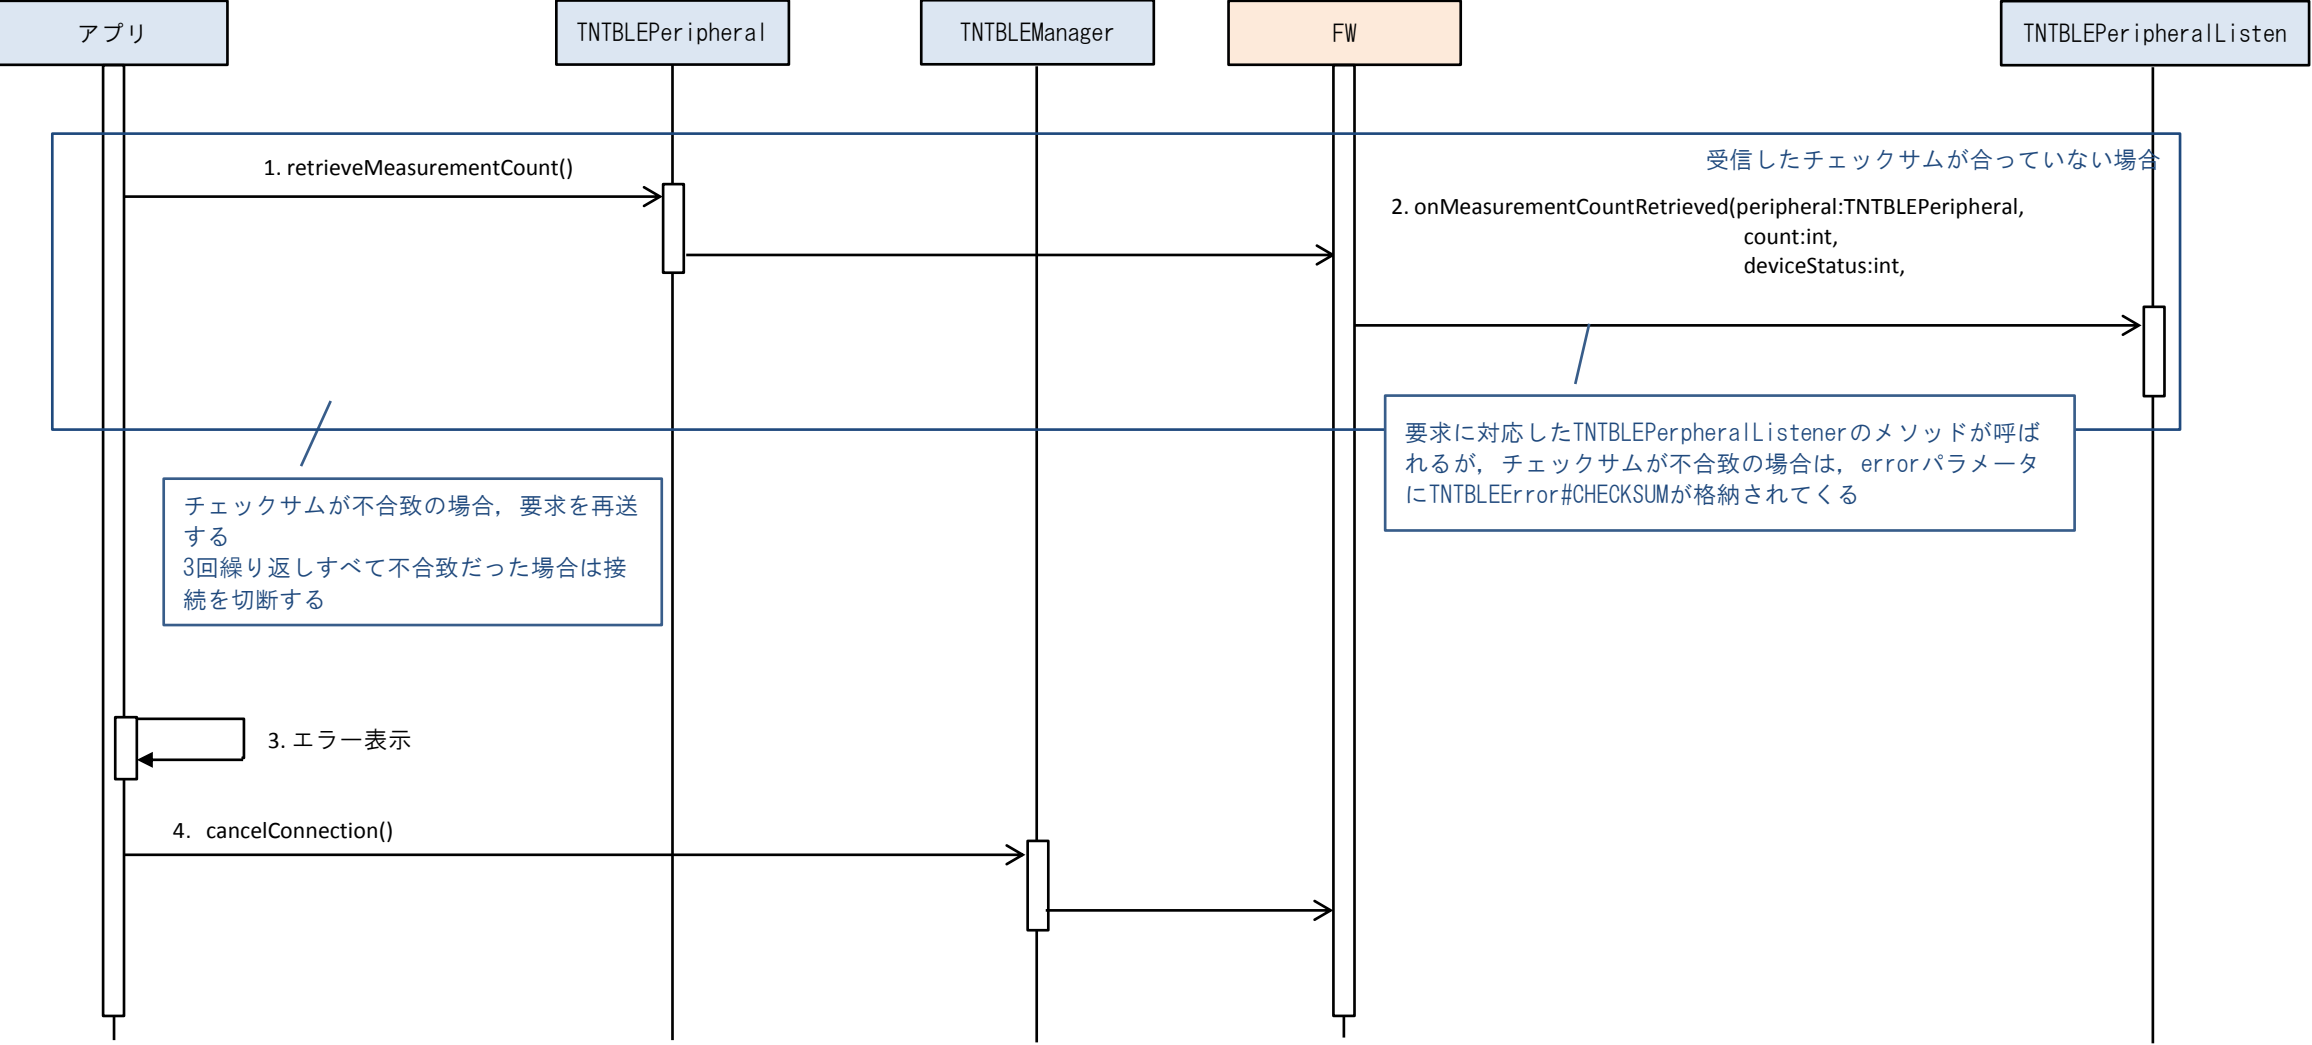 アプリ
TNTBLEPeripheral
TNTBLEManager
FW
TNTBLEPeripheralListen
受信したチェックサムが合っていない場合
1. retrieveMeasurementCount()
2. onMeasurementCountRetrieved(peripheral:TNTBLEPeripheral,
count:int,
deviceStatus:int,
要求に対応したTNTBLEPerpheralListenerのメソッドが呼ば
れるが，チェックサムが不合致の場合は，errorパラメータ
にTNTBLEError#CHECKSUMが格納されてくる
チェックサムが不合致の場合，要求を再送
する
3回繰り返しすべて不合致だった場合は接
続を切断する
3. エラー表示
4. cancelConnection()